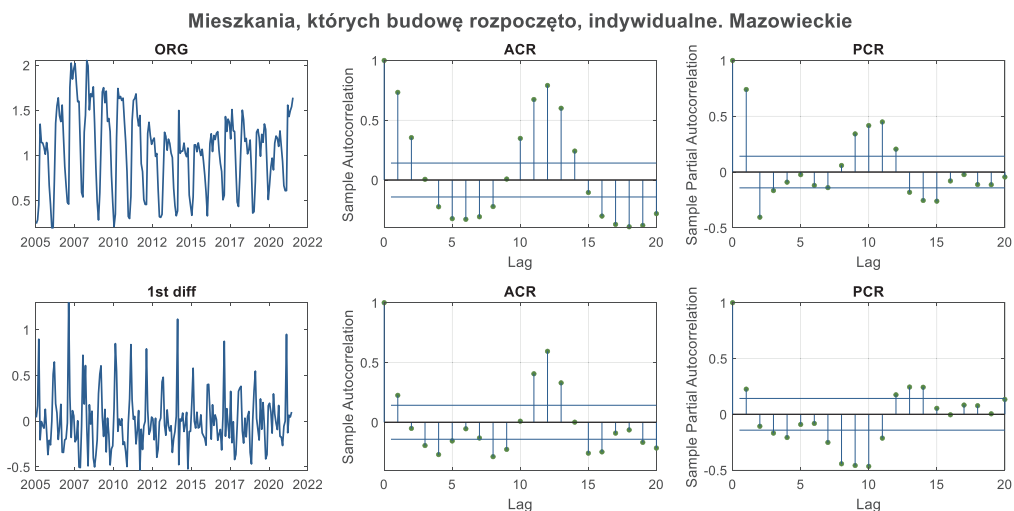 Mieszkania, których budowę rozpoczęto, indywidualne. Mazowieckie
ORG
2
1.5
1
0.5
2005 2007 2010 2012 2015 2017 2020 2022
ACR
Sample Autocorrelation
1
0.5
0
0 5 10 15 20
Lag
PCR
Sample Partial Autocorrelation
1
0.5
0
-0.5
0 5 10 15 20
Lag
1st diff
1
0.5
0
-0.5
2005 2007 2010 2012 2015 2017 2020 2022
ACR
Sample Autocorrelation
1
0.5
0
0 5 10 15 20
Lag
PCR
Sample Partial Autocorrelation
1
0.5
0
-0.5
0 5 10 15 20
Lag